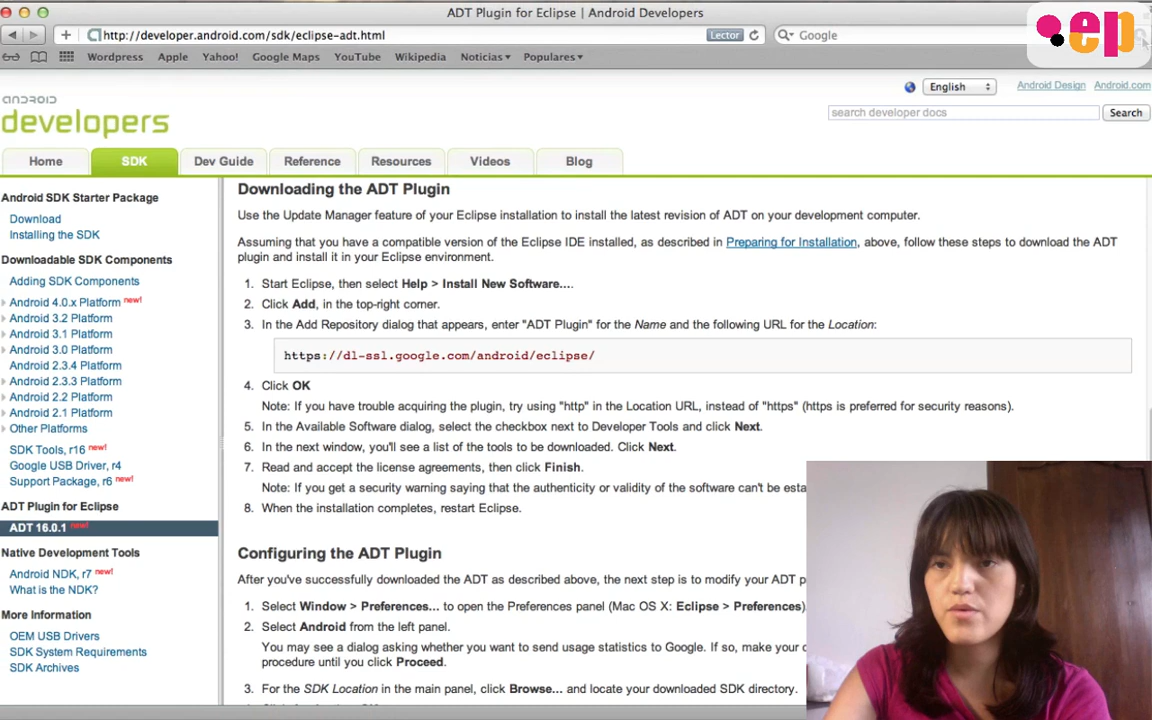 ADT Plugin for Eclipse | Android Developers
http://developer.android.com/sdk/eclipse-adt.html
Lector
Google
ep
Wordpress Apple Yahoo! Google Maps YouTube Wikipedia Noticias Populares
English
Android Design Android.com
android
developers
search developer docs
Search
Home SDK Dev Guide Reference Resources Videos Blog
Android SDK Starter Package
Download
Installing the SDK
Downloadable SDK Components
Adding SDK Components
Android 4.0.x Platform new!
Android 3.2 Platform
Android 3.1 Platform
Android 3.0 Platform
Android 2.3.4 Platform
Android 2.3.3 Platform
Android 2.2 Platform
Android 2.1 Platform
Other Platforms
SDK Tools, r16 new!
Google USB Driver, r4
Support Package, r6 new!
ADT Plugin for Eclipse
ADT 16.0.1 new!
Native Development Tools
Android NDK, r7 new!
What is the NDK?
More Information
OEM USB Drivers
SDK System Requirements
SDK Archives
Downloading the ADT Plugin
Use the Update Manager feature of your Eclipse installation to install the latest revision of ADT on your development computer.
Assuming that you have a compatible version of the Eclipse IDE installed, as described in Preparing for Installation, above, follow these steps to download the ADT
plugin and install it in your Eclipse environment.
1. Start Eclipse, then select Help > Install New Software....
2. Click Add, in the top-right corner.
3. In the Add Repository dialog that appears, enter "ADT Plugin" for the Name and the following URL for the Location:
https://dl-ssl.google.com/android/eclipse/
4. Click OK
Note: If you have trouble acquiring the plugin, try using "http" in the Location URL, instead of "https" (https is preferred for security reasons).
5. In the Available Software dialog, select the checkbox next to Developer Tools and click Next.
6. In the next window, you'll see a list of the tools to be downloaded. Click Next.
7. Read and accept the license agreements, then click Finish.
Note: If you get a security warning saying that the authenticity or validity of the software can't be esta
8. When the installation completes, restart Eclipse.
Configuring the ADT Plugin
After you've successfully downloaded the ADT as described above, the next step is to modify your ADT p
1. Select Window > Preferences... to open the Preferences panel (Mac OS X: Eclipse > Preferences)
2. Select Android from the left panel.
You may see a dialog asking whether you want to send usage statistics to Google. If so, make your c
procedure until you click Proceed.
3. For the SDK Location in the main panel, click Browse... and locate your downloaded SDK directory.